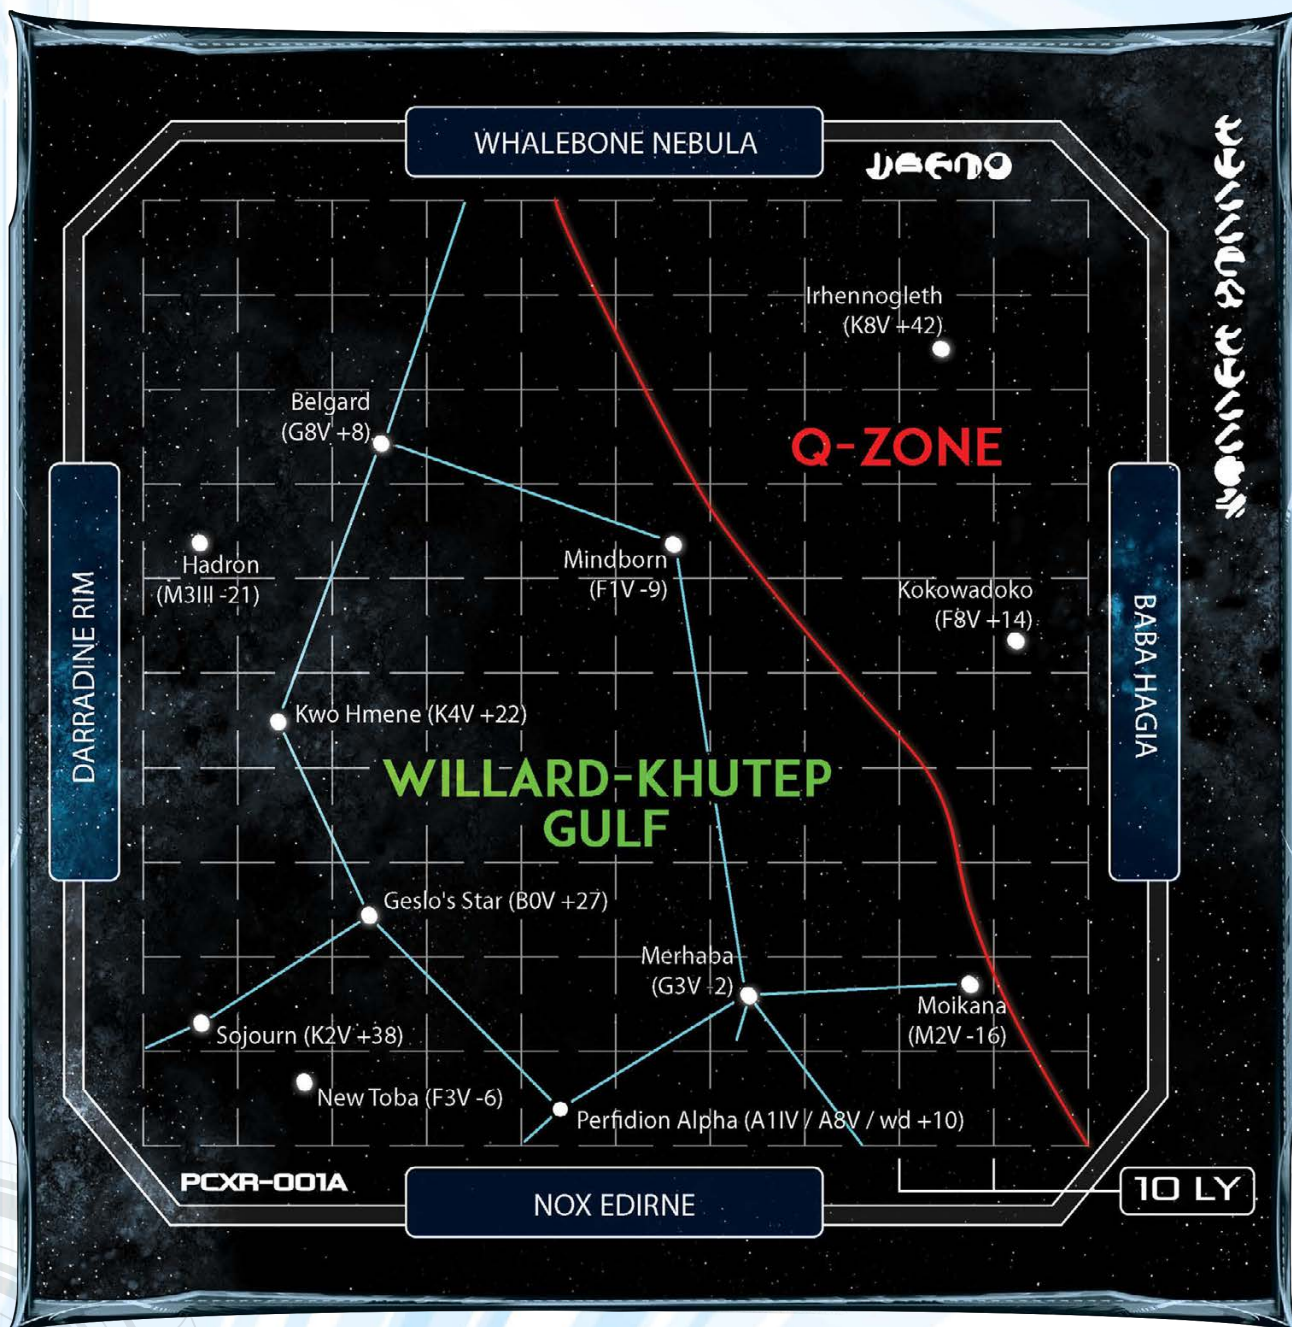 WHALEBONE NEBULA
Irhennogleth
(K8V +42)
Belgard
(G8V +8)
Q-ZONE
Hadron
(M3III -21)
Mindborn
(F1V -9)
Kokowadoko
(F8V +14)
DARRADINE RIM
BABA HAGIA
Kwo Hmene (K4V +22)
WILLARD-KHUTEP
GULF
Geslo's Star (B0V +27)
Merhaba
(G3V -2)
Moikana
(M2V -16)
Sojourn (K2V +38)
New Toba (F3V -6)
Perfidion Alpha (A1IV / A8V / wd +10)
PCXR-001A
NOX EDIRNE
10 LY